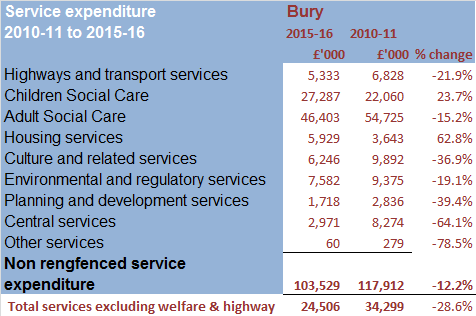 Service expenditure Bury
2010-11 to 2015-16 2015-16 2010-11
£'000 £'000 % change
Highways and transport services 5,333 6,828 -21.9%
Children Social Care 27,287 22,060 23.7%
Adult Social Care 46,403 54,725 -15.2%
Housing services 5,929 3,643 62.8%
Culture and related services 6,246 9,892 -36.9%
Environmental and regulatory services 7,582 9,375 -19.1%
Planning and development services 1,718 2,836 -39.4%
Central services 2,971 8,274 -64.1%
Other services 60 279 -78.5%
Non rengfenced service
expenditure 103,529 117,912 -12.2%
Total services excluding welfare & highway 24,506 34,299 -28.6%